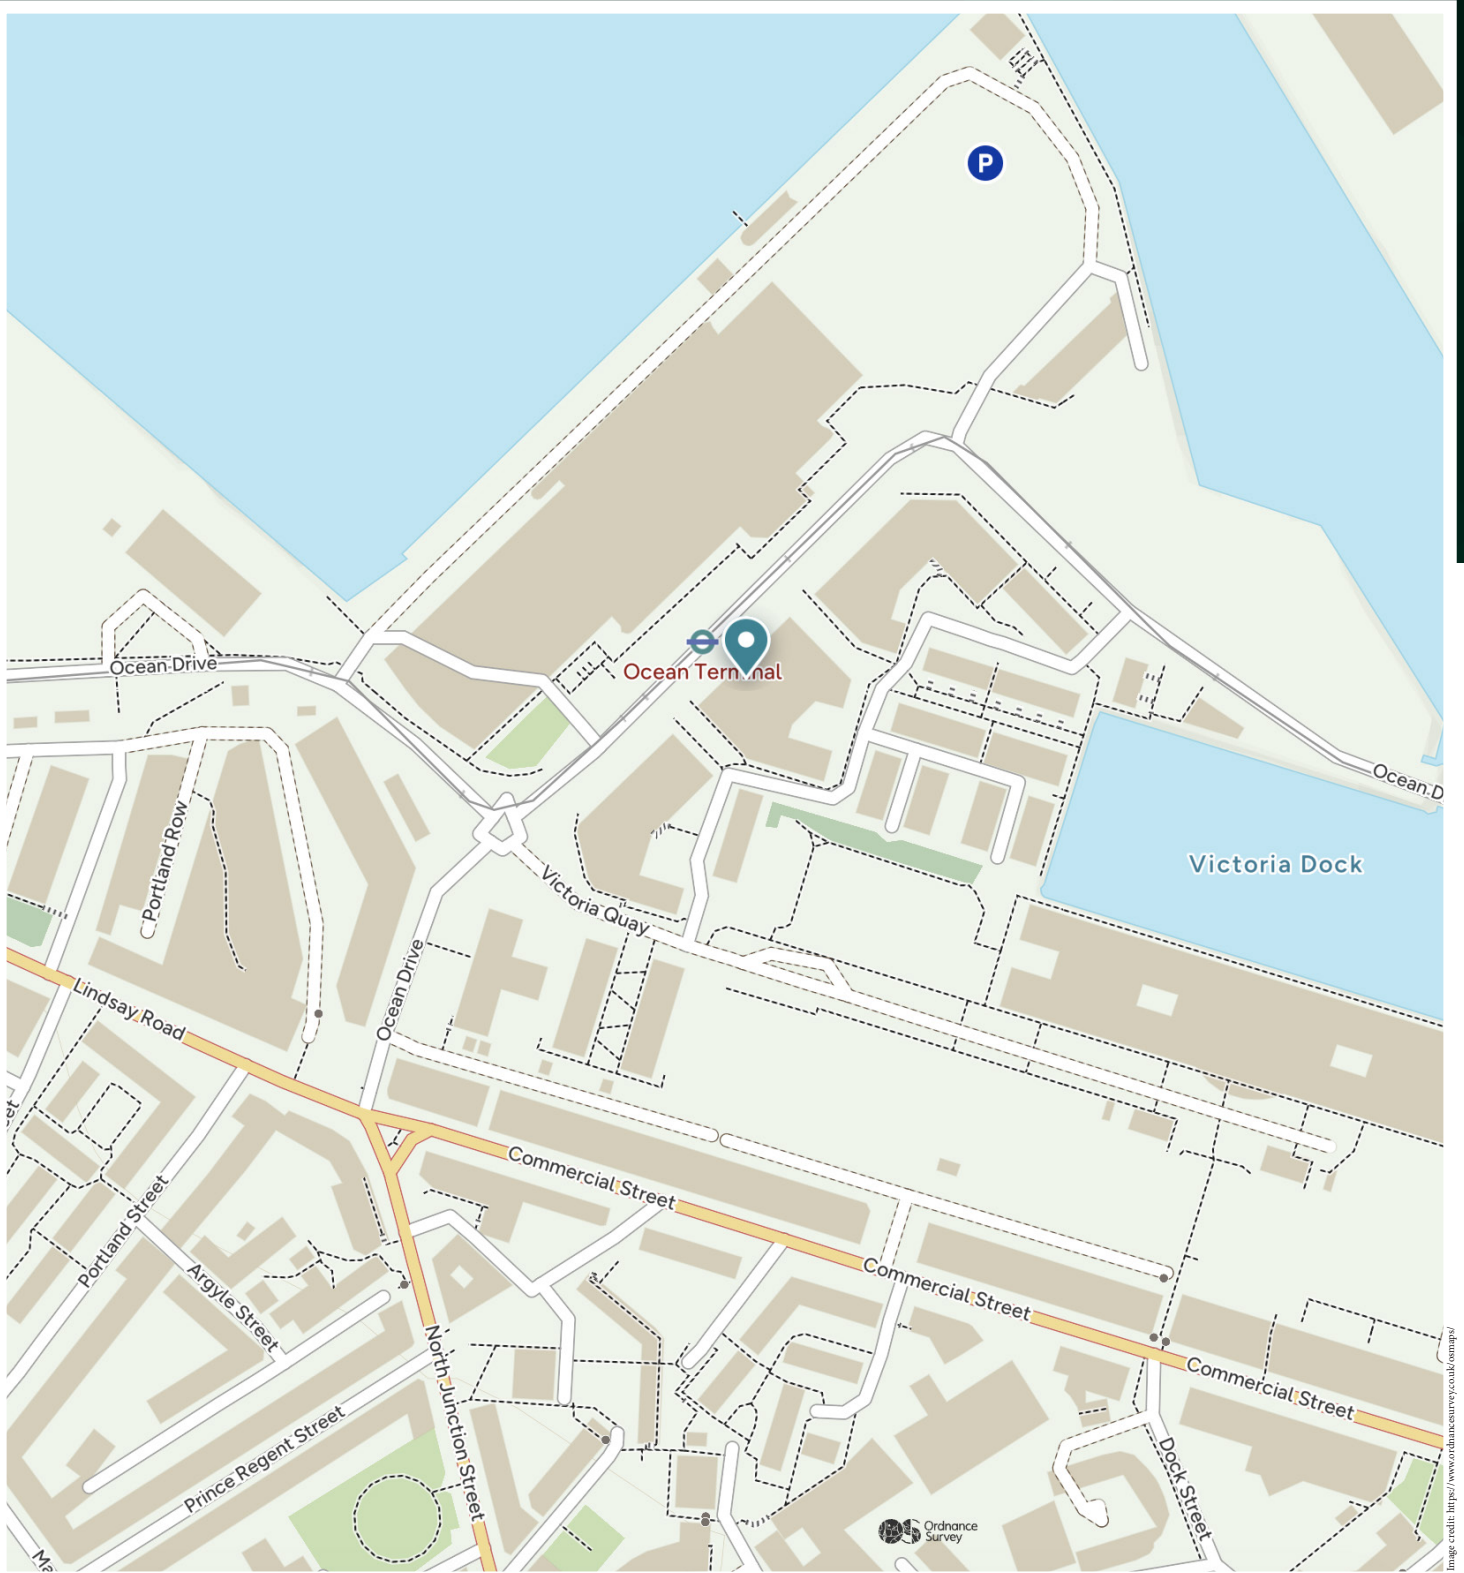 P
Ocean Drive
Ocean Terminal
Ocean D
Portland Row
Victoria Dock
Victoria Quay
Ocean Drive
Lindsay Road
Commercial Street
Portland Street
Argyle Street
Commercial Street
North Junction Street
Commercial Street
Prince Regent Street
Dock Street
Ordnance
Survey
Ma
eet
Image credit: https://www.ordnancesurvey.co.uk/osmaps/